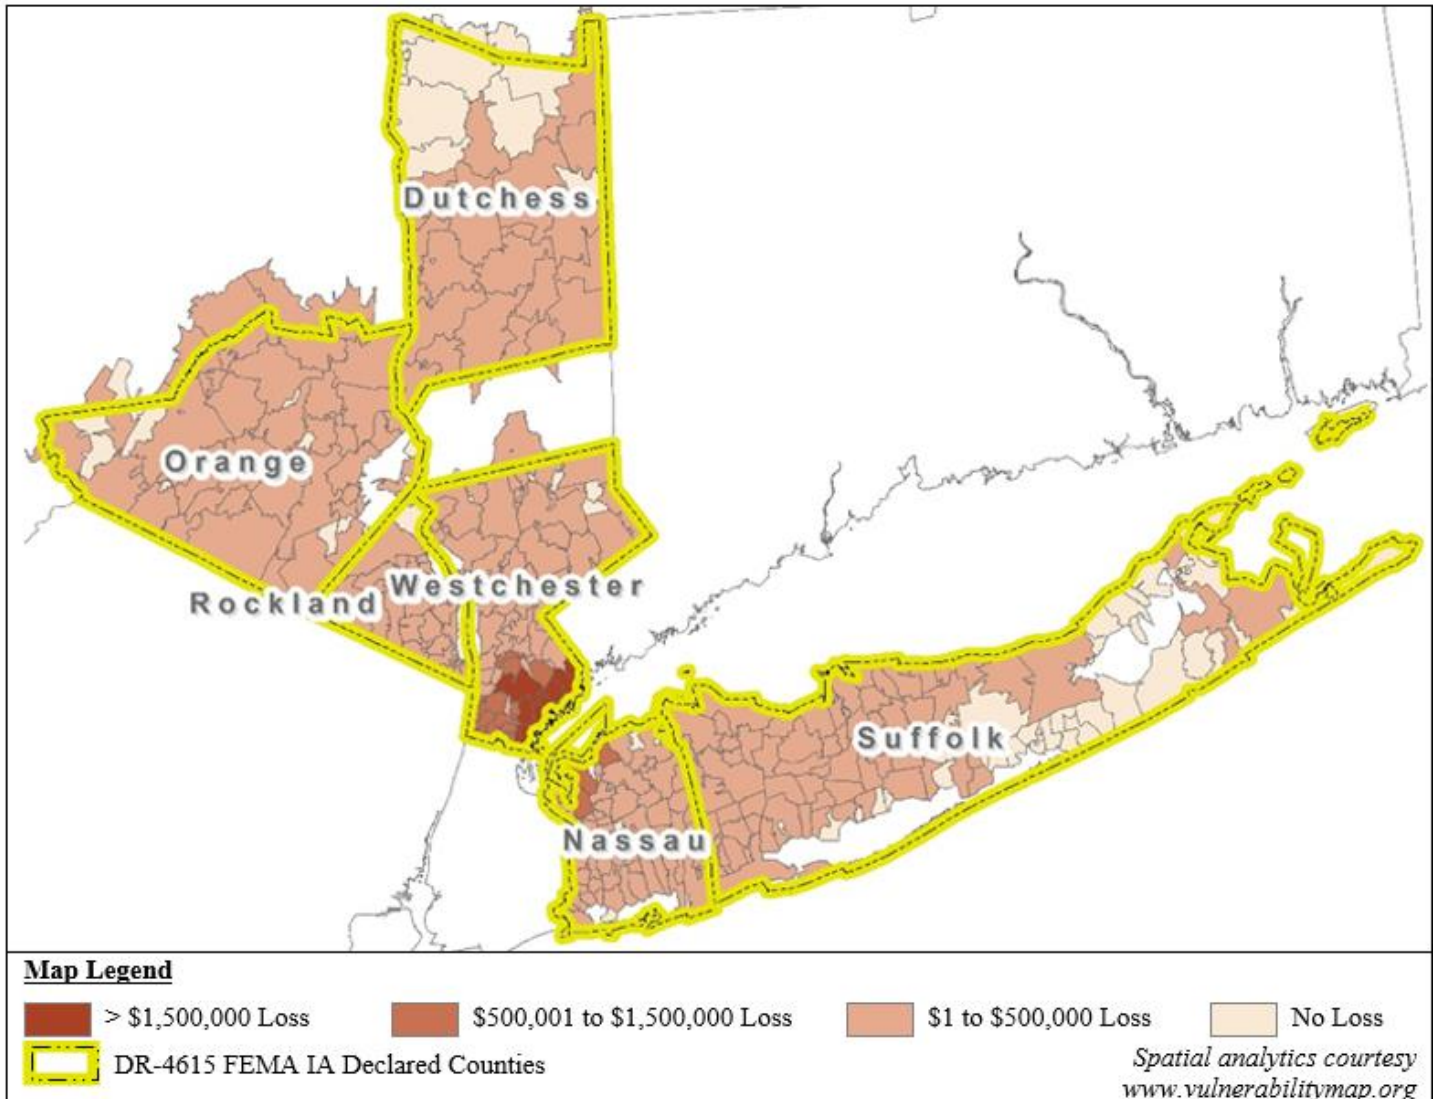 Dutchess
Orange
Rockland
Westchester
Suffolk
Nassau
Map Legend
> $1,500,000 Loss
$500,001 to $1,500,000 Loss
$1 to $500,000 Loss
No Loss
DR-4615 FEMA IA Declared Counties
Spatial analytics courtesy
www.vulnerabilitymap.org